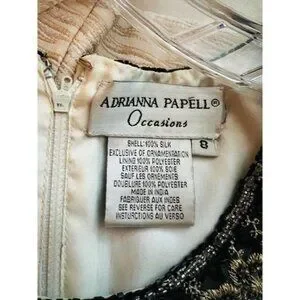 ADRIANNA PAPELL®
Occasions
8
SHELL:100% SILK
EXCLUSIVE OF ORNAMENTATION
LINING 100% POLYESTER
EXTERIEUR 100% SOIE
SAUF LES ORNEMENTS
DOUBLURE 100% POLYESTER
MADE IN INDIA
FABRIQUER AUX INDES
SEE REVERSE FOR CARE
INSTURCTIONS AU VERSO